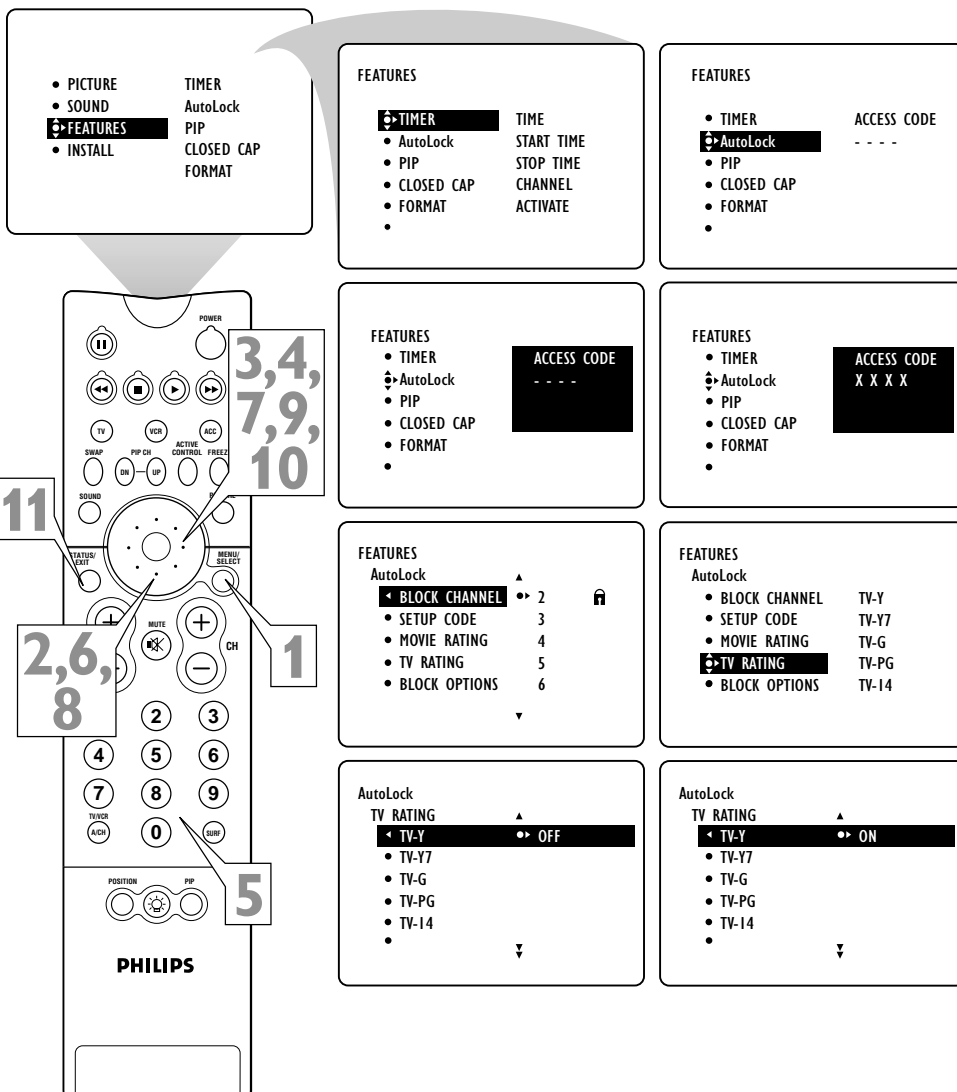 • PICTURE TIMER
• SOUND AutoLock
FEATURES PIP
• INSTALL CLOSED CAP
FORMAT
FEATURES
TIMER TIME
• AutoLock START TIME
• PIP STOP TIME
• CLOSED CAP CHANNEL
• FORMAT ACTIVATE
•
FEATURES
• TIMER ACCESS CODE
AutoLock - - - -
• PIP
• CLOSED CAP
• FORMAT
•
FEATURES
• TIMER ACCESS CODE
AutoLock - - - -
• PIP
• CLOSED CAP
• FORMAT
•
FEATURES
• TIMER ACCESS CODE
AutoLock X X X X
• PIP
• CLOSED CAP
• FORMAT
•
FEATURES
AutoLock
BLOCK CHANNEL 2
• SETUP CODE 3
• MOVIE RATING 4
• TV RATING 5
• BLOCK OPTIONS 6
FEATURES
AutoLock
• BLOCK CHANNEL TV-Y
• SETUP CODE TV-Y7
• MOVIE RATING TV-G
TV RATING TV-PG
• BLOCK OPTIONS TV-14
AutoLock
TV RATING
TV-Y OFF
• TV-Y7
• TV-G
• TV-PG
• TV-14
•
AutoLock
TV RATING
TV-Y ON
• TV-Y7
• TV-G
• TV-PG
• TV-14
•
POWER
3,4,
7,9,
10
TV VCR ACC
SWAP PIP CH ACTIVE
CONTROL
DN UP
SOUND
11
STATUS/
EXIT
MENU/
SELECT
MUTE
CH
1
2,6,
8
2 3
4 5 6
7 8 9
TV/VCR
A/CH 0 SURF
5
POSITION PIP
PHILIPS